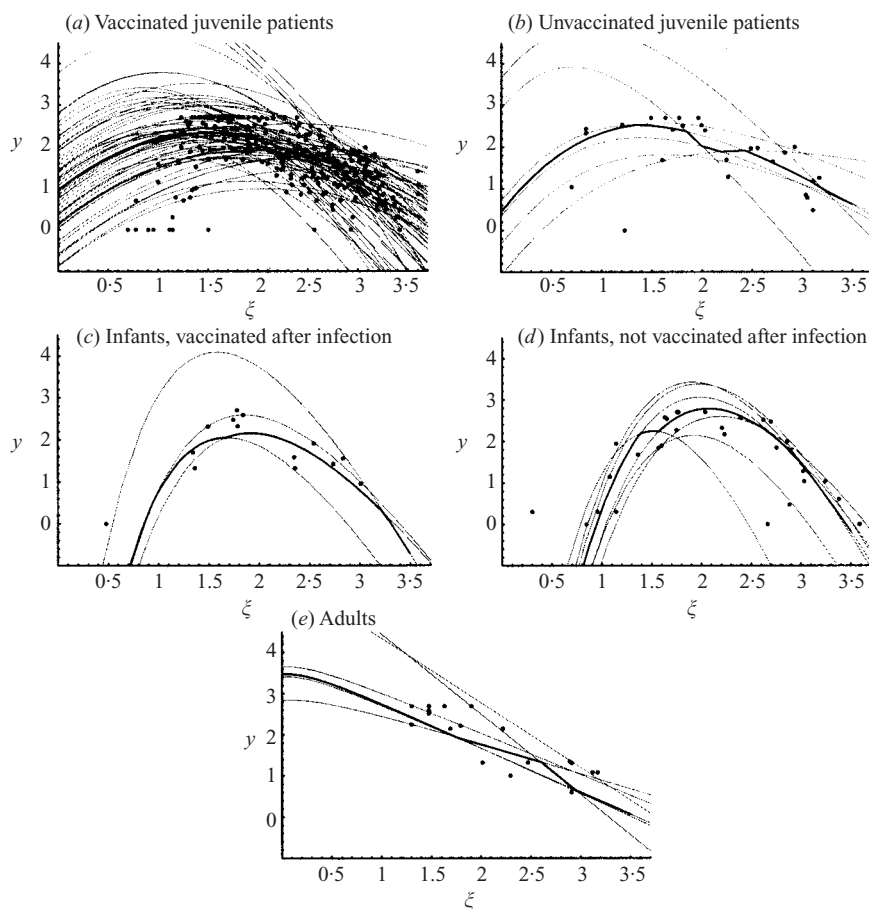 (a) Vaccinated juvenile patients
(b) Unvaccinated juvenile patients
4
3
2
1
0
y
0·5 1 1·5 2 2·5 3 3·5
ξ
4
3
2
1
0
y
0·5 1 1·5 2 2·5 3 3·5
ξ
(c) Infants, vaccinated after infection
(d) Infants, not vaccinated after infection
4
3
2
1
0
y
0·5 1 1·5 2 2·5 3 3·5
ξ
4
3
2
1
0
y
0·5 1 1·5 2 2·5 3 3·5
ξ
(e) Adults
4
3
2
1
0
y
0·5 1 1·5 2 2·5 3 3·5
ξ